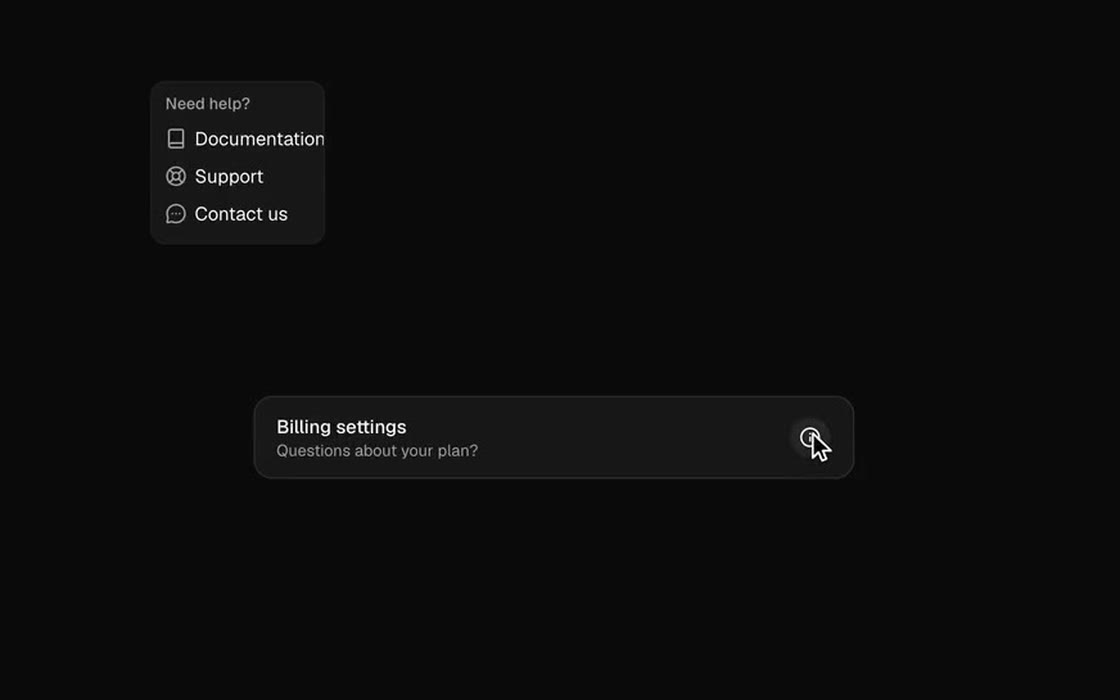 Need help?
Documentation
Support
Contact us
Billing settings
Questions about your plan?